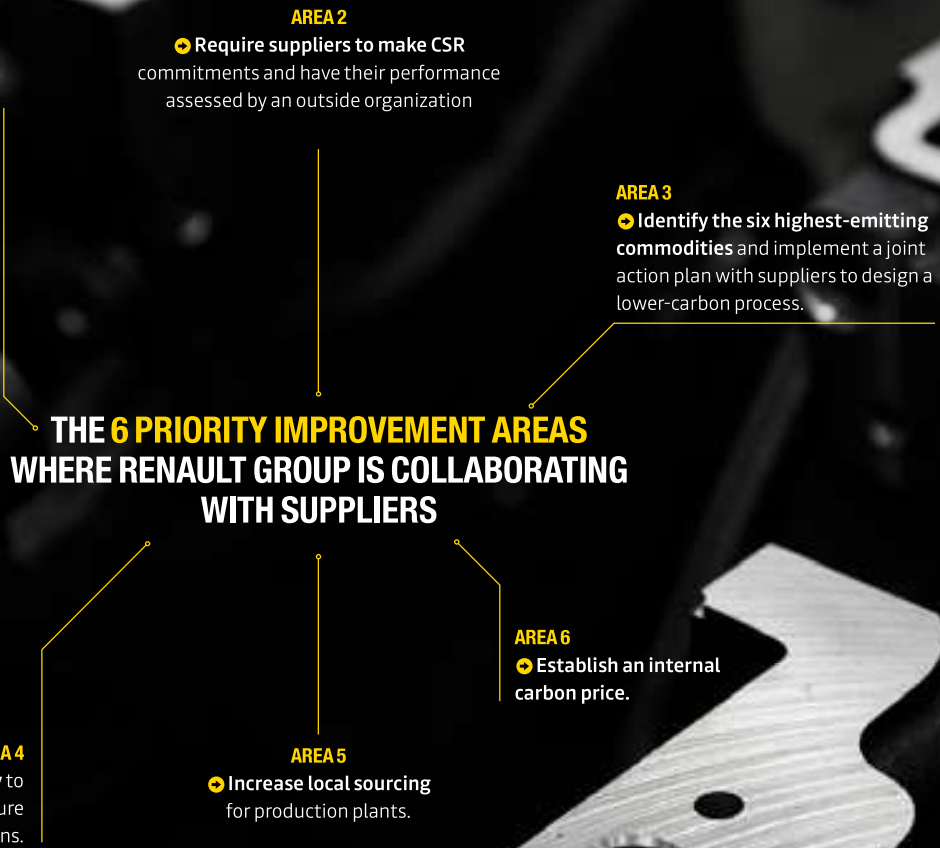 AREA 2
Require suppliers to make CSR
commitments and have their performance
assessed by an outside organization
AREA 3
Identify the six highest-emitting
commodities and implement a joint
action plan with suppliers to design a
lower-carbon process.
THE 6 PRIORITY IMPROVEMENT AREAS
WHERE RENAULT GROUP IS COLLABORATING
WITH SUPPLIERS
AREA 6
Establish an internal
carbon price.
A 4
to
AREA 5
Increase local sourcing
for production plants.